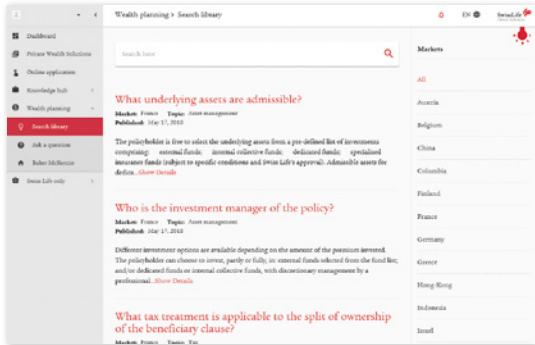 Wealth planning > Search library
EN
SwissLife
Dashboard
Private Wealth Solutions
Online application
Knowledge hub
Wealth planning
Search library
Ask a question
Baker McKenzie
Swiss Life only
Search here
What underlying assets are admissible?
Market: France Topic: Asset management
Published: May 17, 2018
The policyholder is free to select the underlying assets from a pre-defined list of investments
comprising: external funds; internal collective funds; dedicated funds; specialised
insurance funds (subject to specific conditions and Swiss Life's approval). Admissible assets for
dedica...Show Details
Who is the investment manager of the policy?
Market: France Topic: Asset management
Published: May 17, 2018
Different investment options are available depending on the amount of the premium invested.
The policyholder can choose to invest, partly or fully, in: external funds selected from the fund list;
and/or dedicated funds or internal collective funds, with discretionary management by a
professional...Show Details
What tax treatment is applicable to the split of ownership
of the beneficiary clause?
Market: France Topic: Tax
Markets
All
Austria
Belgium
China
Colombia
Finland
France
Germany
Greece
Hong-Kong
Indonesia
Israel